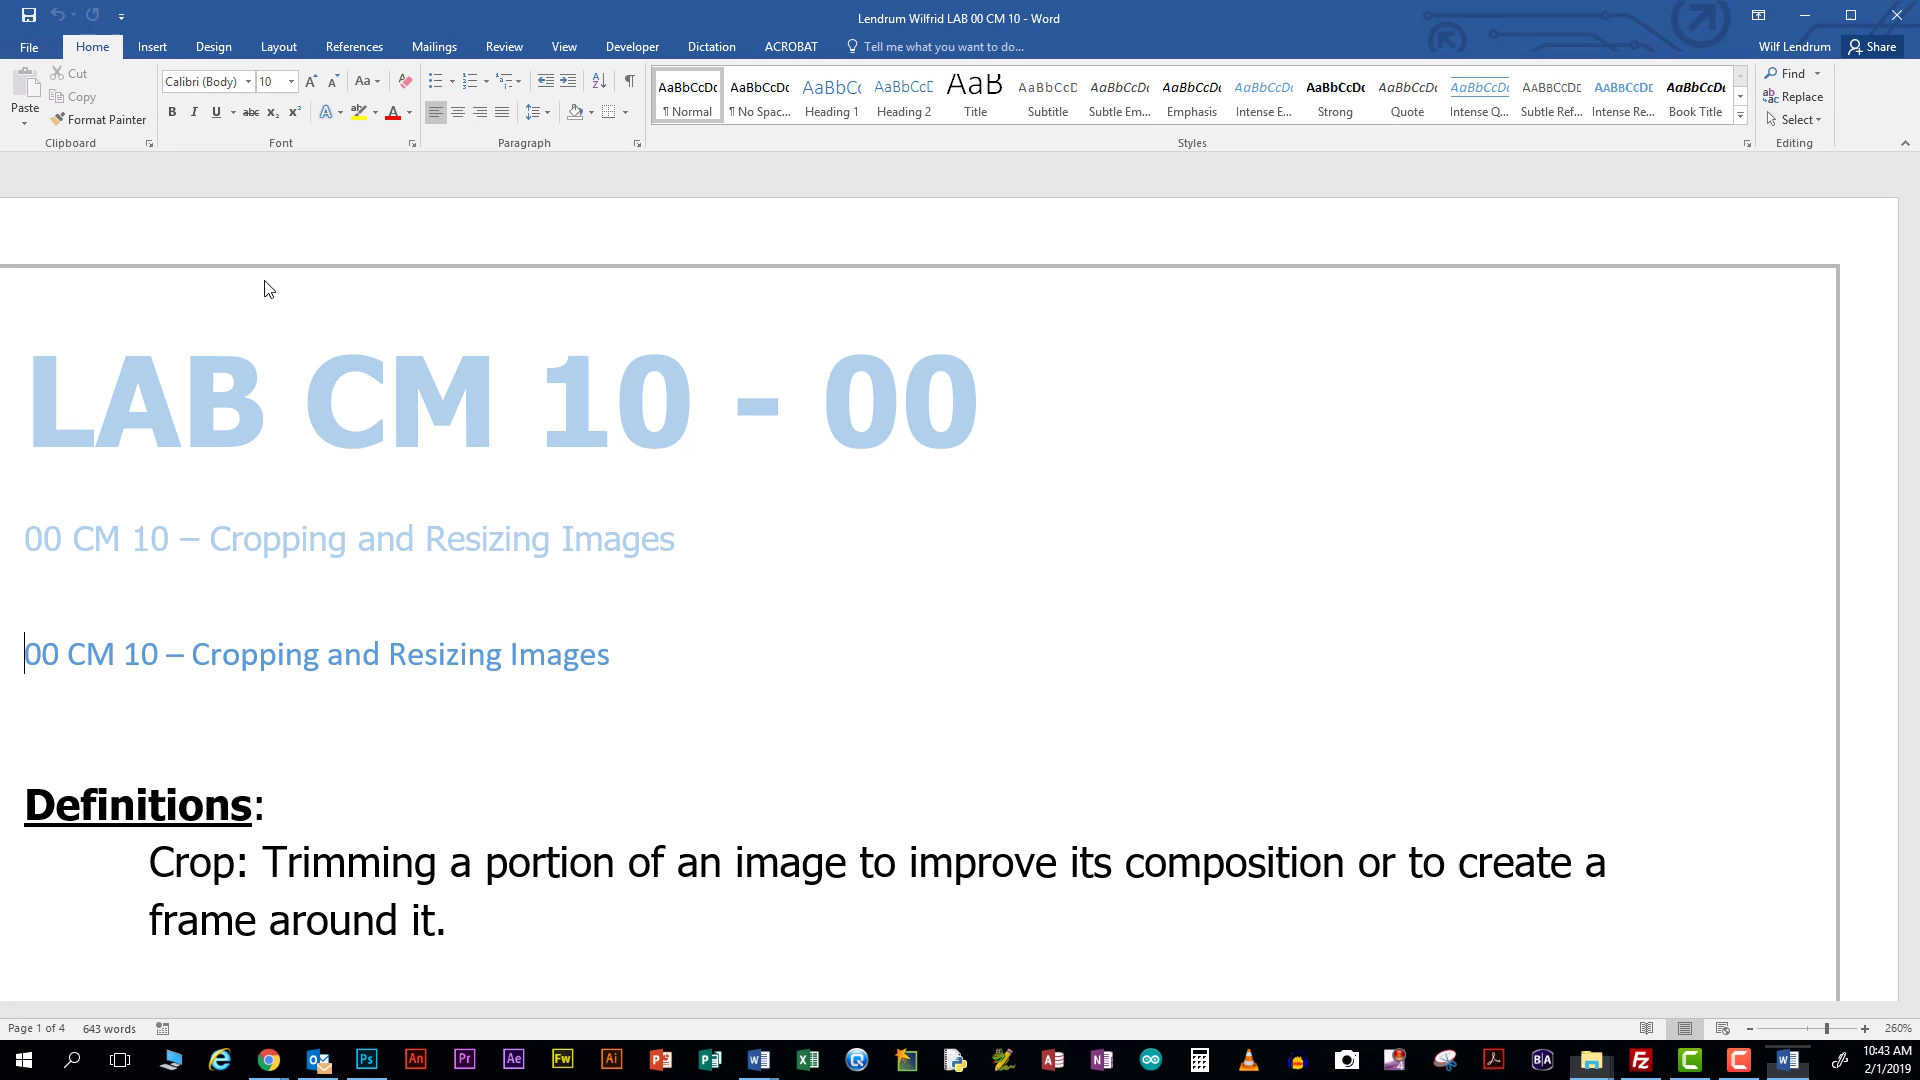 Lendrum Wilfrid LAB 00 CM 10 - Word
File Home Insert Design Layout References Mailings Review View Developer Dictation ACROBAT Tell me what you want to do... Wilf Lendrum Share
Paste
Cut
Copy
Format Painter
Clipboard
Calibri (Body) 10
Font
Paragraph
AaBbCcDc AaBbCcDc AaBbCc AaBbCcD AaB AaBbCcD AaBbCcDc AaBbCcDc AaBbCcDc AaBbCcDc AaBbCcDc AaBbCcDc AABBCCDD AABBCCDD AaBbCcDc
¶ Normal ¶ No Spac... Heading 1 Heading 2 Title Subtitle Subtle Em... Emphasis Intense E... Strong Quote Intense Q... Subtle Ref... Intense Re... Book Title
Styles
Find
Replace
Select
Editing
LAB CM 10 - 00
00 CM 10 – Cropping and Resizing Images
00 CM 10 – Cropping and Resizing Images
Definitions:
Crop: Trimming a portion of an image to improve its composition or to create a
frame around it.
Page 1 of 4 643 words 260%
10:43 AM
2/1/2019